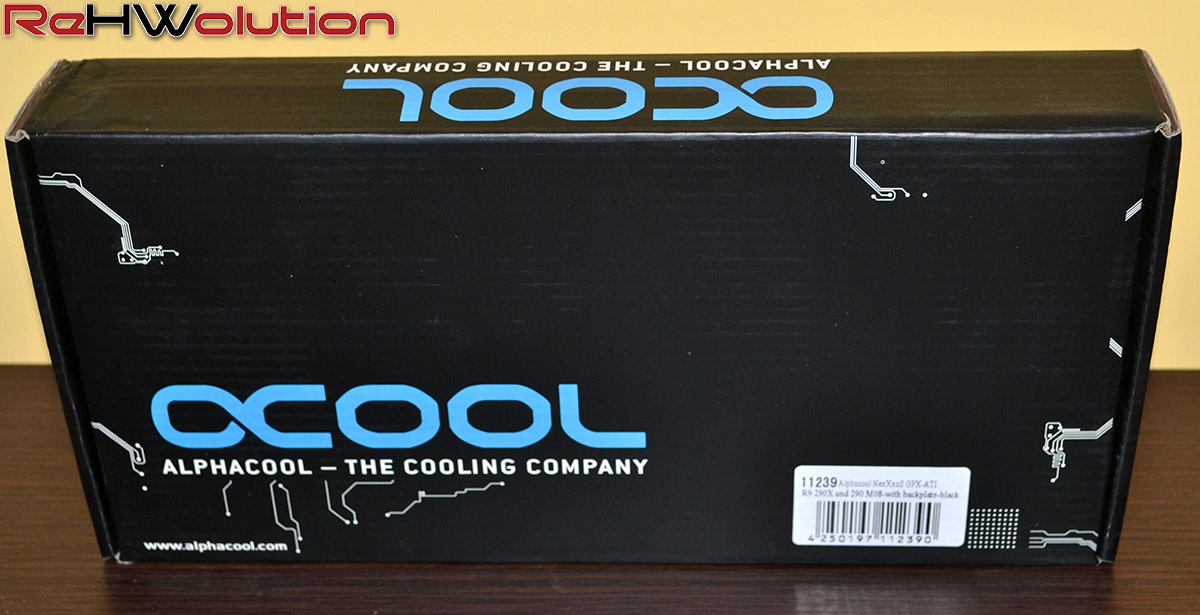 ReHWolution
ALPHACOOL – THE COOLING COMPANY
αCOOL
αCOOL
ALPHACOOL – THE COOLING COMPANY
www.alphacool.com
11239 Alphacool NexXxoS GPX-ATI
R9 290X und 290 M08-with backplate-black
4 250197 112390